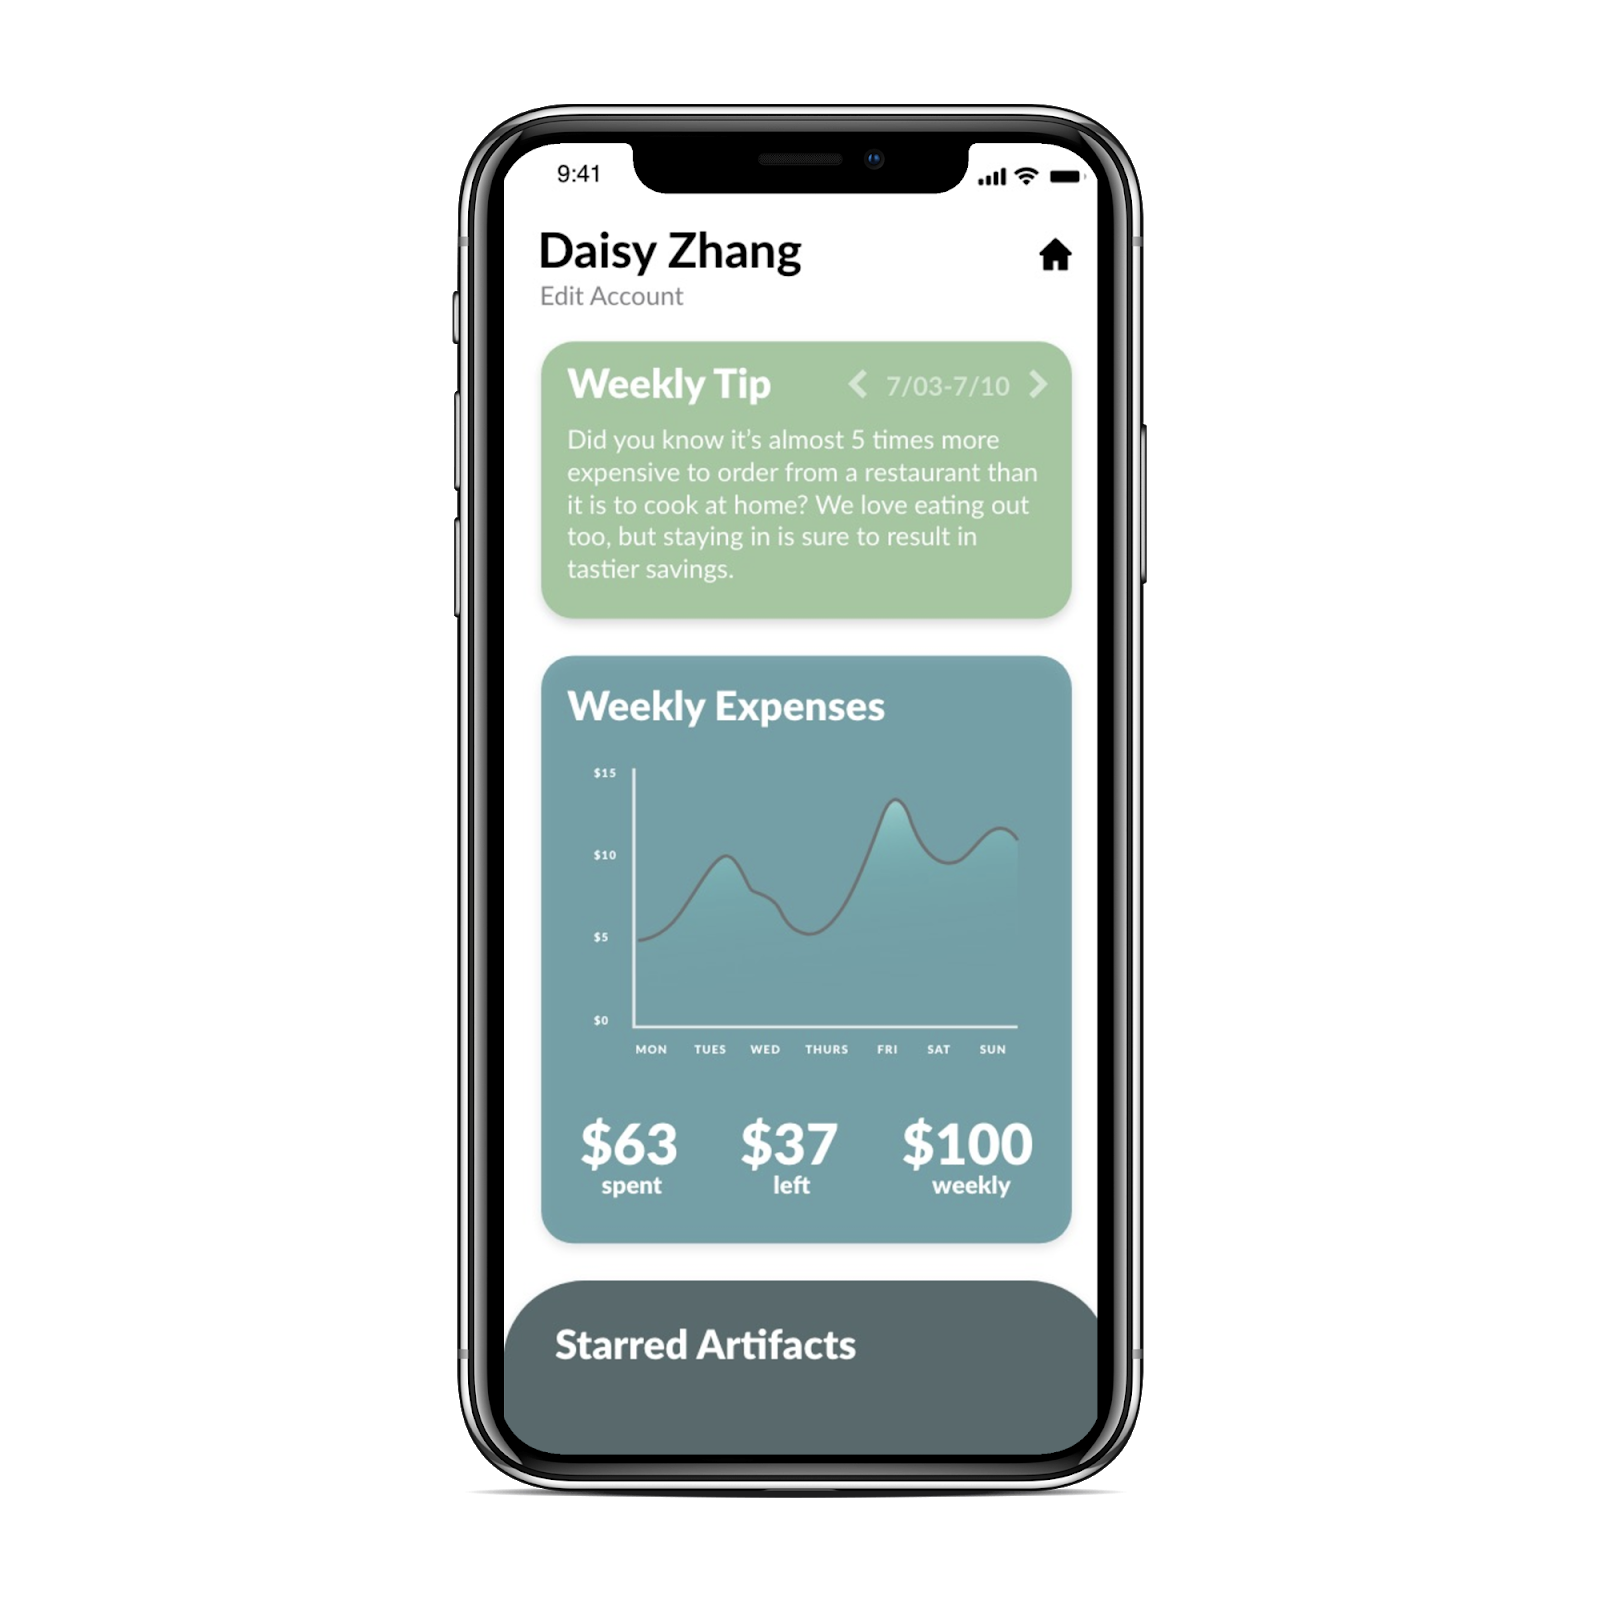 9:41
Daisy Zhang
Edit Account
Weekly Tip
7/03-7/10
Did you know it’s almost 5 times more
expensive to order from a restaurant than
it is to cook at home? We love eating out
too, but staying in is sure to result in
tastier savings.
Weekly Expenses
$15
$10
$5
$0
MON TUES WED THURS FRI SAT SUN
$63 $37 $100
spent left weekly
Starred Artifacts